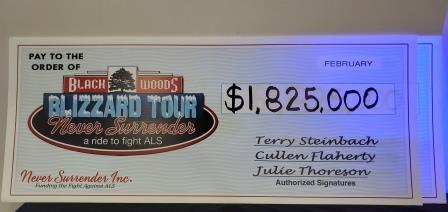 PAY TO THE
ORDER OF
FEBRUARY
BLACK WOODS
BLIZZARD TOUR
Never Surrender
a ride to fight ALS
$1,825,000
Terry Steinbach
Cullen Flaherty
Julie Thoreson
Authorized Signatures
Never Surrender Inc.
Funding the Fight Against ALS